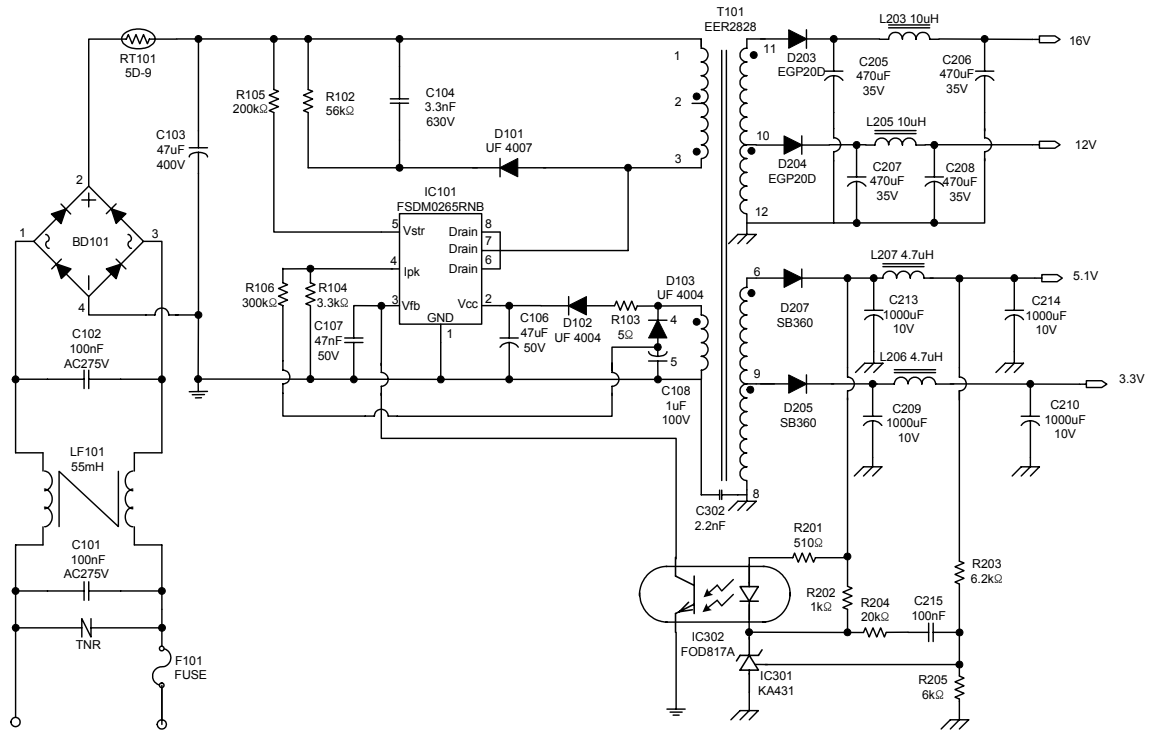 T101
EER2828
RT101
5D-9
C103
47uF
400V
R105
200kΩ
R102
56kΩ
C104
3.3nF
630V
D101
UF 4007
1
2
3
11
10
12
D203
EGP20D
L203 10uH
C205
470uF
35V
C206
470uF
35V
16V
L205 10uH
D204
EGP20D
C207
470uF
35V
C208
470uF
35V
12V
2
1
BD101
3
4
IC101
FSDM0265RNB
5
Vstr
Drain
8
Drain
7
4
Ipk
Drain
6
3
Vfb
Vcc
2
GND
1
R106
300kΩ
R104
3.3kΩ
C107
47nF
50V
C106
47uF
50V
D102
UF 4004
R103
5Ω
D103
UF 4004
4
5
C108
1uF
100V
6
9
8
D207
SB360
L207 4.7uH
C213
1000uF
10V
C214
1000uF
10V
5.1V
L206 4.7uH
D205
SB360
C209
1000uF
10V
C210
1000uF
10V
3.3V
C302
2.2nF
C102
100nF
AC275V
LF101
55mH
C101
100nF
AC275V
TNR
F101
FUSE
R201
510Ω
R202
1kΩ
R203
6.2kΩ
R204
20kΩ
C215
100nF
IC302
FOD817A
IC301
KA431
R205
6kΩ